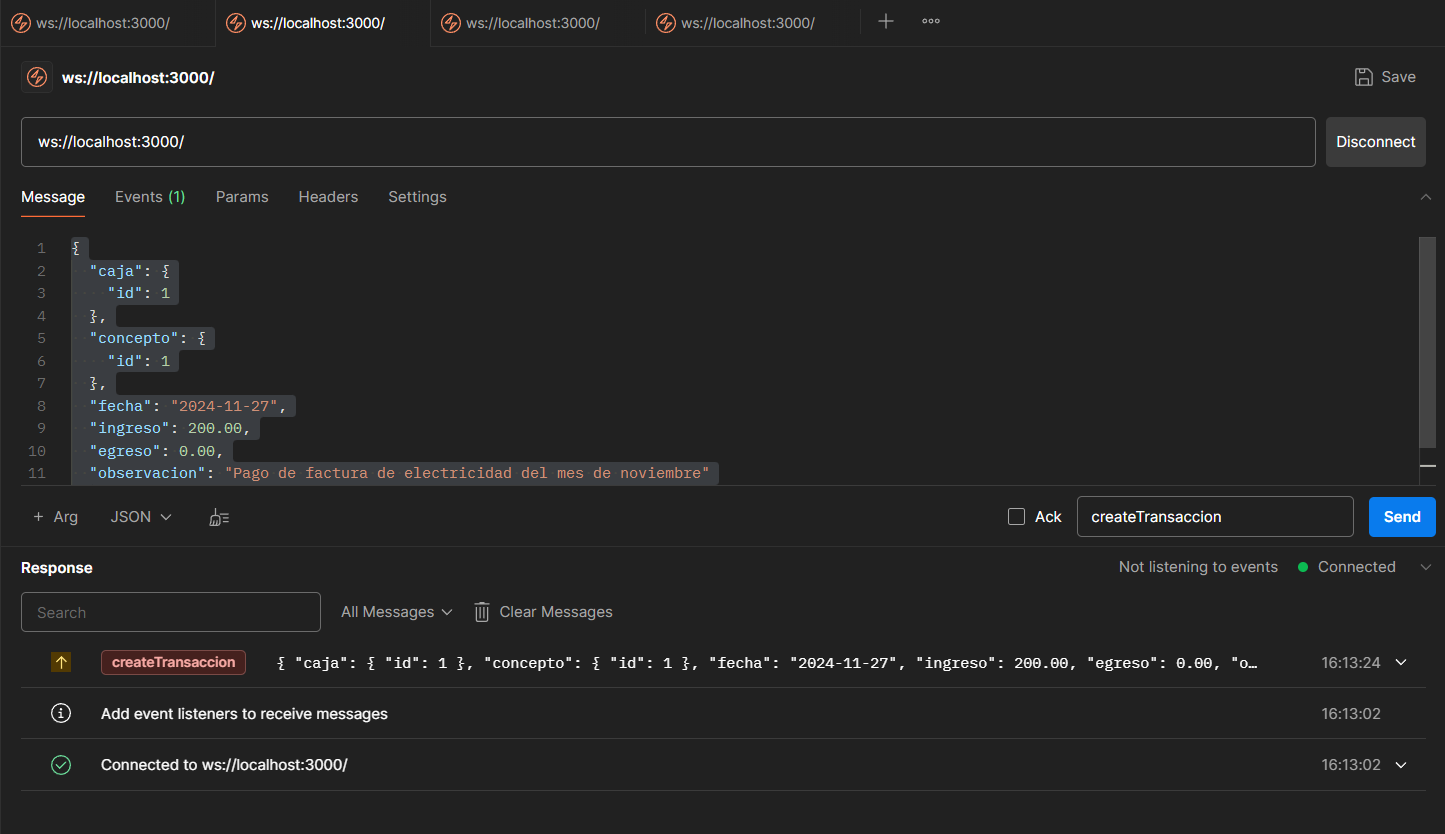 ws://localhost:3000/ ws://localhost:3000/ ws://localhost:3000/ ws://localhost:3000/
ws://localhost:3000/ Save
ws://localhost:3000/ Disconnect
Message Events (1) Params Headers Settings
1 {
2 "caja": {
3 "id": 1
4 },
5 "concepto": {
6 "id": 1
7 },
8 "fecha": "2024-11-27",
9 "ingreso": 200.00,
10 "egreso": 0.00,
11 "observacion": "Pago de factura de electricidad del mes de noviembre"
+ Arg JSON Ack createTransaccion Send
Response Not listening to events Connected
Search All Messages Clear Messages
createTransaccion { "caja": { "id": 1 }, "concepto": { "id": 1 }, "fecha": "2024-11-27", "ingreso": 200.00, "egreso": 0.00, "o… 16:13:24
Add event listeners to receive messages 16:13:02
Connected to ws://localhost:3000/ 16:13:02